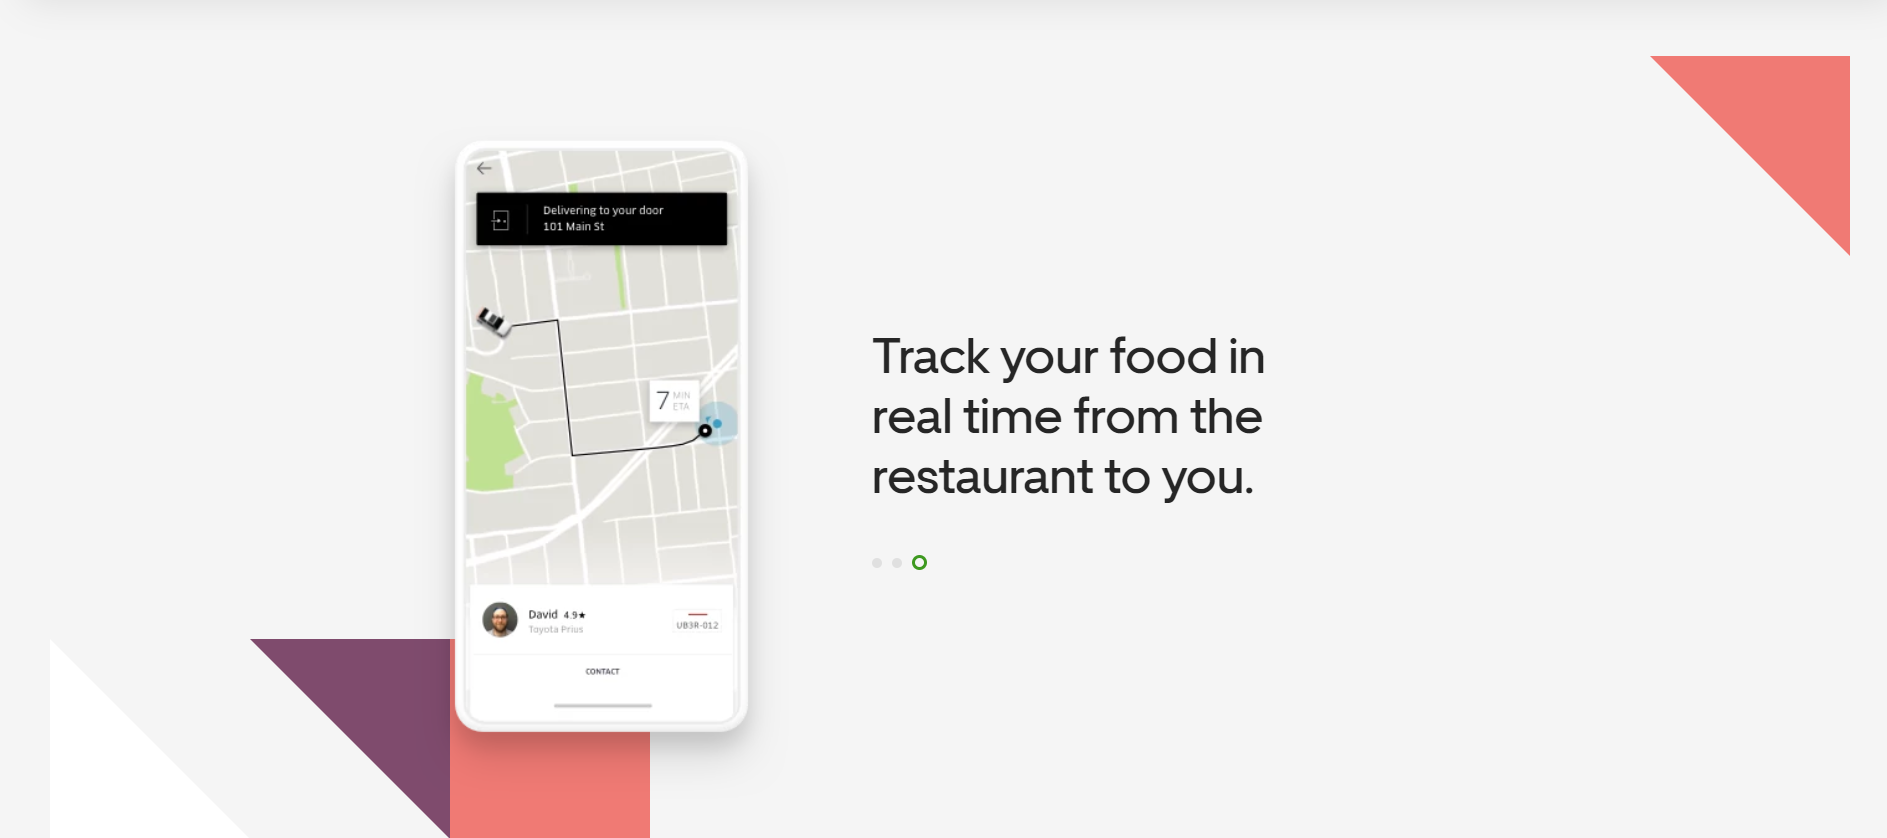 Delivering to your door
101 Main St
7 MIN
ETA
Track your food in
real time from the
restaurant to you.
David 4.9★
Toyota Prius
UB3R-012
CONTACT